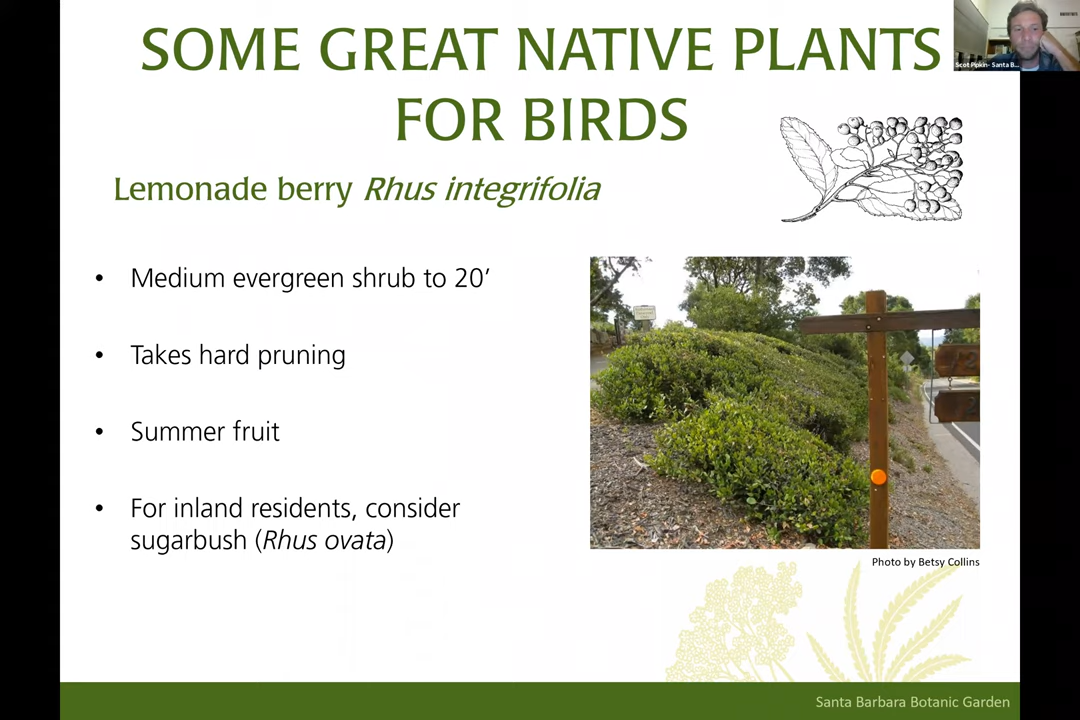 SOME GREAT NATIVE PLANTS
FOR BIRDS
Scot Pipkin- Santa B...
Lemonade berry Rhus integrifolia
• Medium evergreen shrub to 20’
• Takes hard pruning
• Summer fruit
• For inland residents, consider
sugarbush (Rhus ovata)
Photo by Betsy Collins
Santa Barbara Botanic Garden